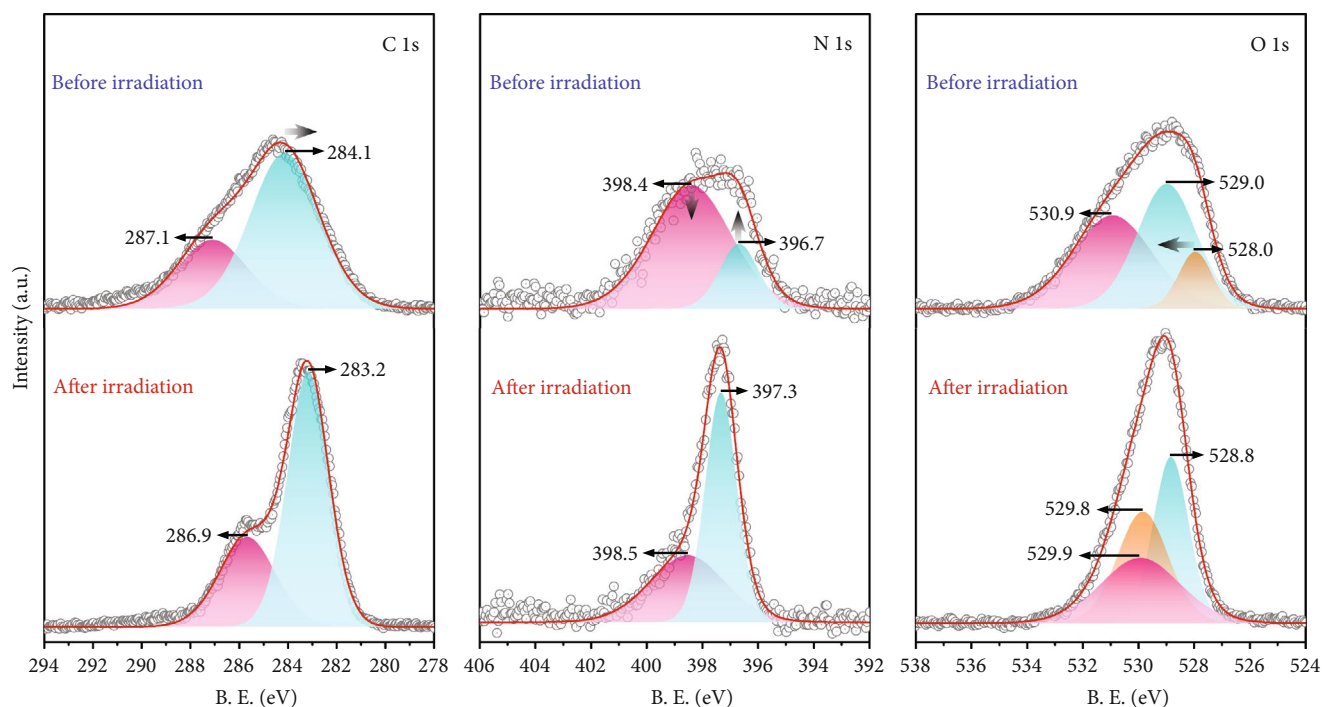 Intensity (a.u.)
C 1s
Before irradiation
284.1
287.1
After irradiation
283.2
286.9
294 292 290 288 286 284 282 280 278
B. E. (eV)
N 1s
Before irradiation
398.4
396.7
After irradiation
397.3
398.5
406 404 402 400 398 396 394 392
B. E. (eV)
O 1s
Before irradiation
529.0
530.9
528.0
After irradiation
528.8
529.8
529.9
538 536 534 532 530 528 526 524
B. E. (eV)